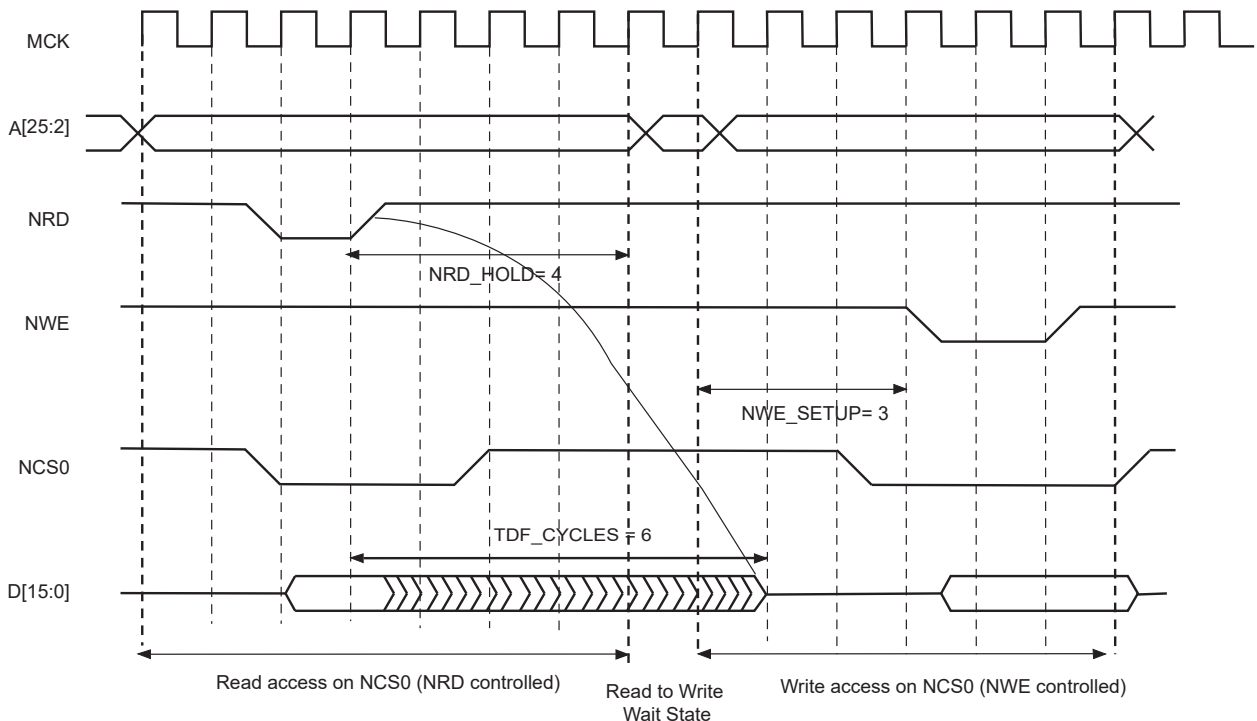 MCK
A[25:2]
NRD
NRD_HOLD= 4
NWE
NWE_SETUP= 3
NCS0
TDF_CYCLES = 6
D[15:0]
Read access on NCS0 (NRD controlled)
Read to Write
Wait State
Write access on NCS0 (NWE controlled)